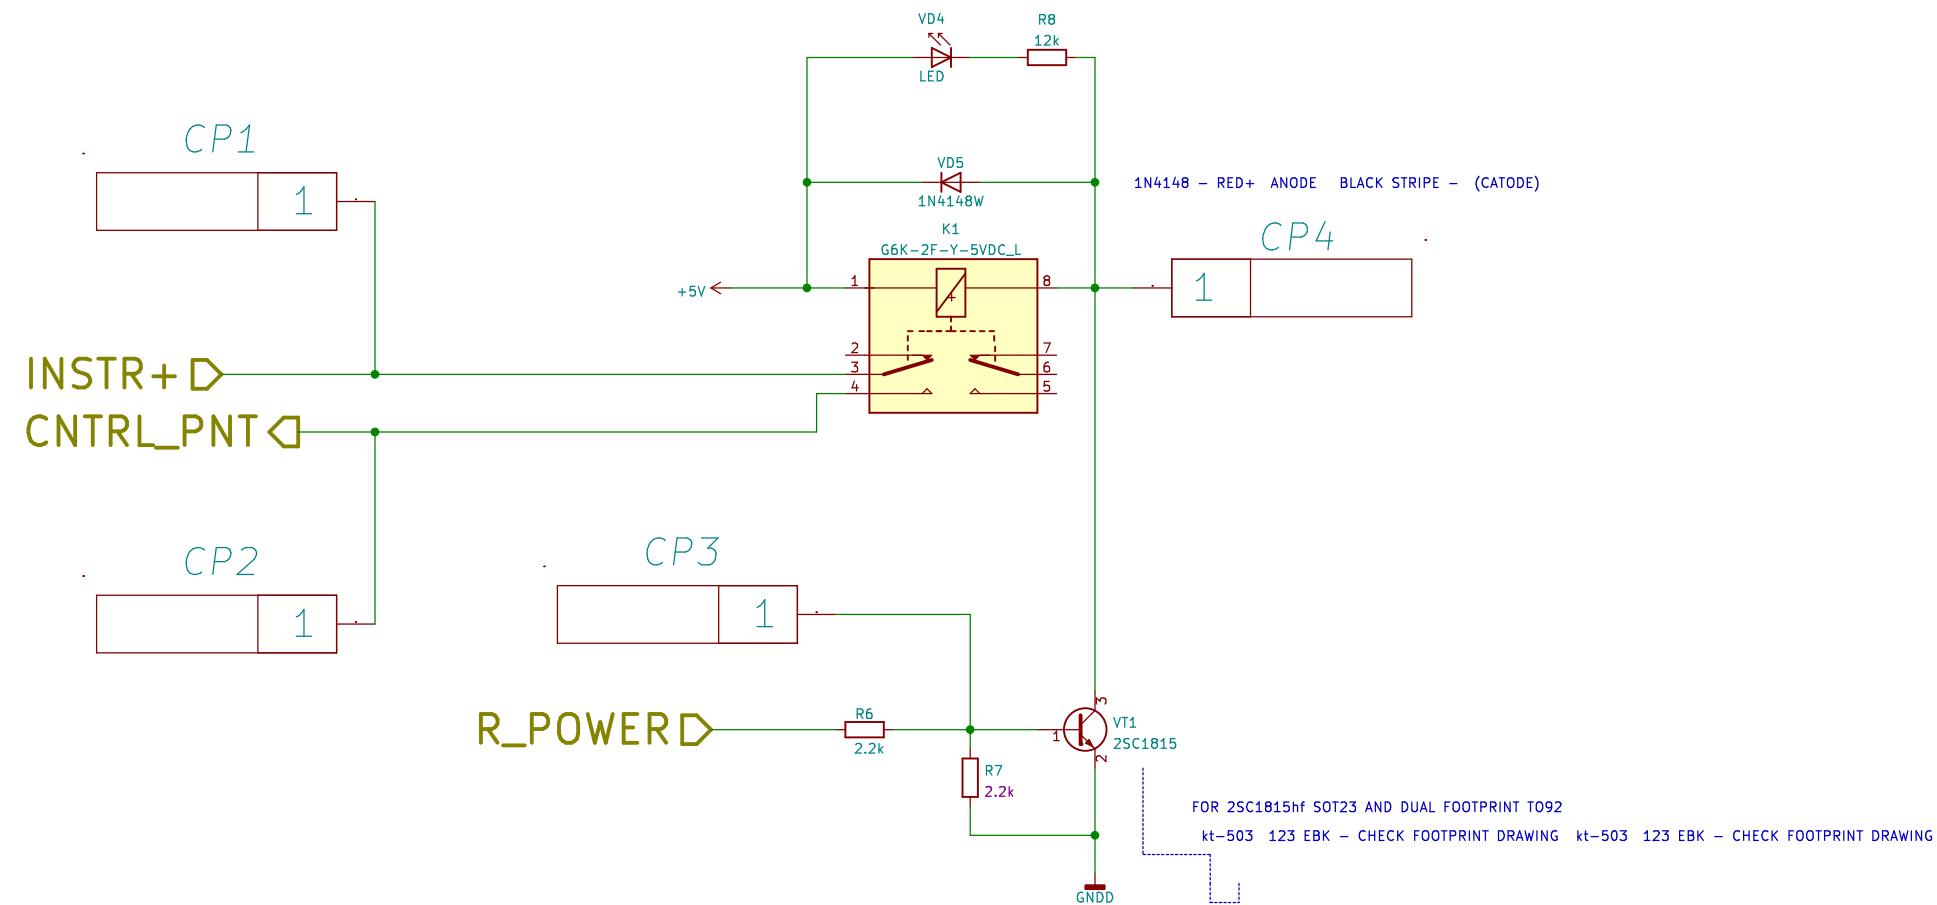 VD4
LED
R8
12k
CP1
1
VD5
1N4148W
1N4148 - RED+ ANODE BLACK STRIPE - (CATODE)
K1
G6K-2F-Y-5VDC_L
+5V
1
8
+
2
7
3
6
4
5
CP4
1
INSTR+
CNTRL_PNT
CP2
1
CP3
1
R_POWER
R6
2.2k
R7
2.2k
3
1
2
VT1
2SC1815
FOR 2SC1815hf SOT23 AND DUAL FOOTPRINT TO92
kt-503 123 EBK - CHECK FOOTPRINT DRAWING kt-503 123 EBK - CHECK FOOTPRINT DRAWING
GNDD